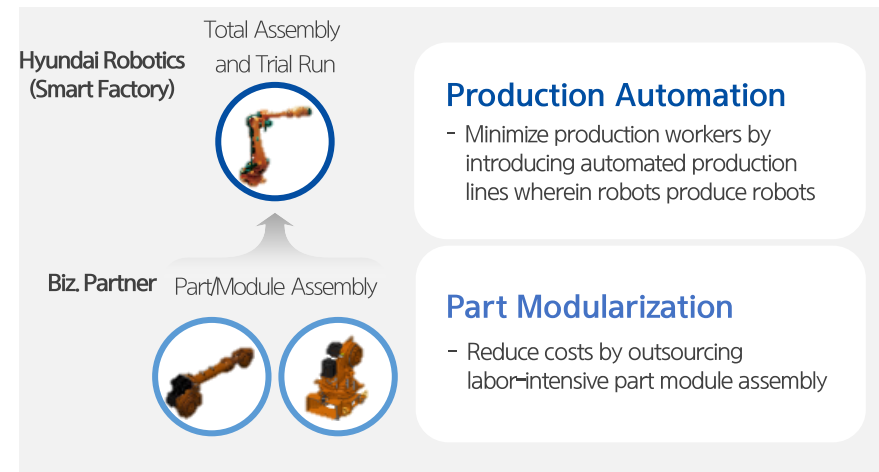 Total Assembly
and Trial Run
Hyundai Robotics
(Smart Factory)
Production Automation
- Minimize production workers by
introducing automated production
lines wherein robots produce robots
Biz. Partner
Part/Module Assembly
Part Modularization
- Reduce costs by outsourcing
labor-intensive part module assembly